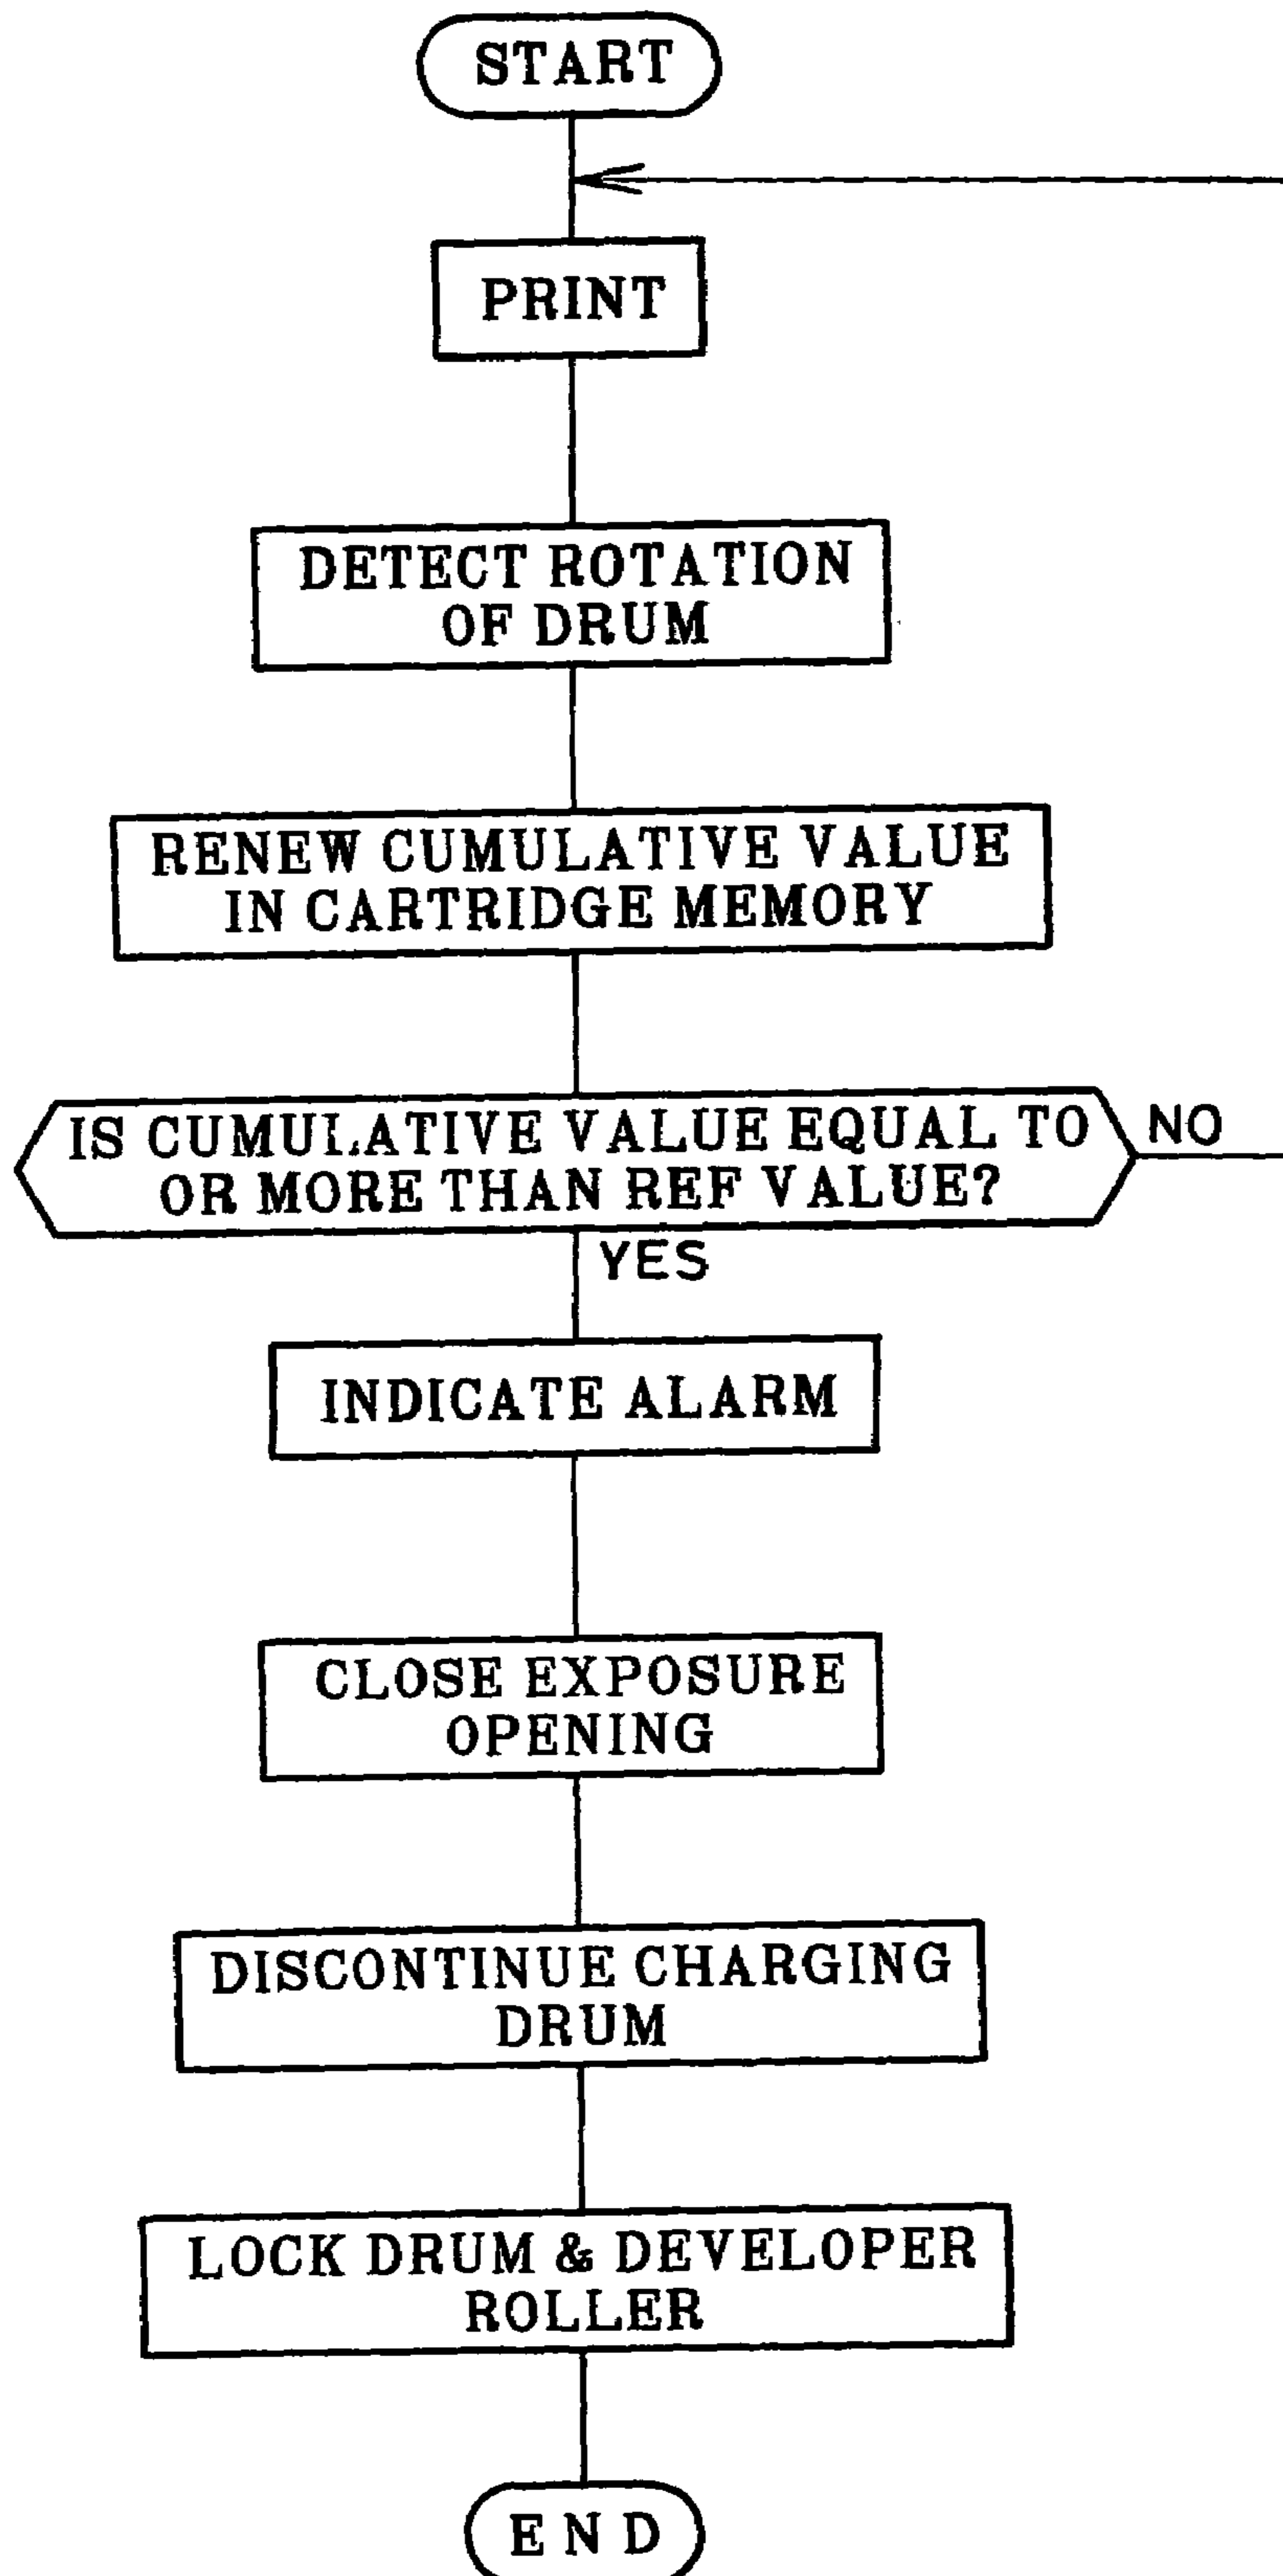 START
PRINT
DETECT ROTATION
OF DRUM
RENEW CUMULATIVE VALUE
IN CARTRIDGE MEMORY
IS CUMULATIVE VALUE EQUAL TO
OR MORE THAN REF VALUE?
NO
YES
INDICATE ALARM
CLOSE EXPOSURE
OPENING
DISCONTINUE CHARGING
DRUM
LOCK DRUM & DEVELOPER
ROLLER
END